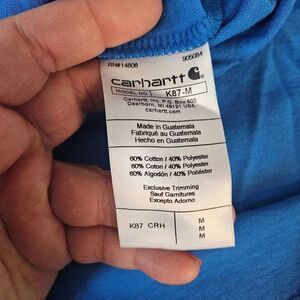 RN#14806 905084
carhartt
MODEL NO. K87-M
Carhartt, Inc. P.O. Box 600
Dearborn, MI 48121 USA
carhartt.com
Made in Guatemala
Fabriqué au Guatemala
Hecho en Guatemala
60% Cotton / 40% Polyester
60% Coton / 40% Polyester
60% Algodón / 40% Poliéster
Exclusive Trimming
Sauf Garnitures
Excepto Adorno
K87 CRH M
M
M